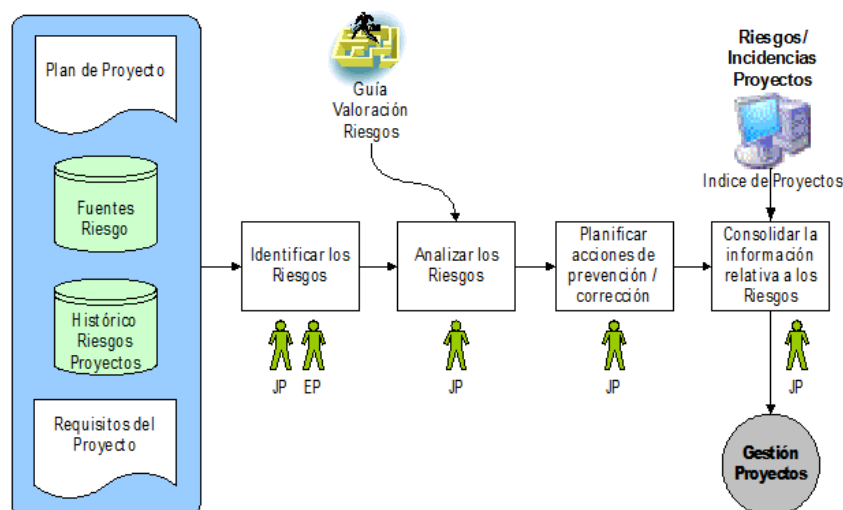 Plan de Proyecto
Fuentes
Riesgo
Histórico
Riesgos
Proyectos
Requisitos del
Proyecto
Guía
Valoración
Riesgos
Riesgos/
Incidencias
Proyectos
Indice de Proyectos
Identificar los
Riesgos
Analizar los
Riesgos
Planificar
acciones de
prevención /
corrección
Consolidar la
información
relativa a los
Riesgos
JP
EP
JP
JP
JP
Gestión
Proyectos